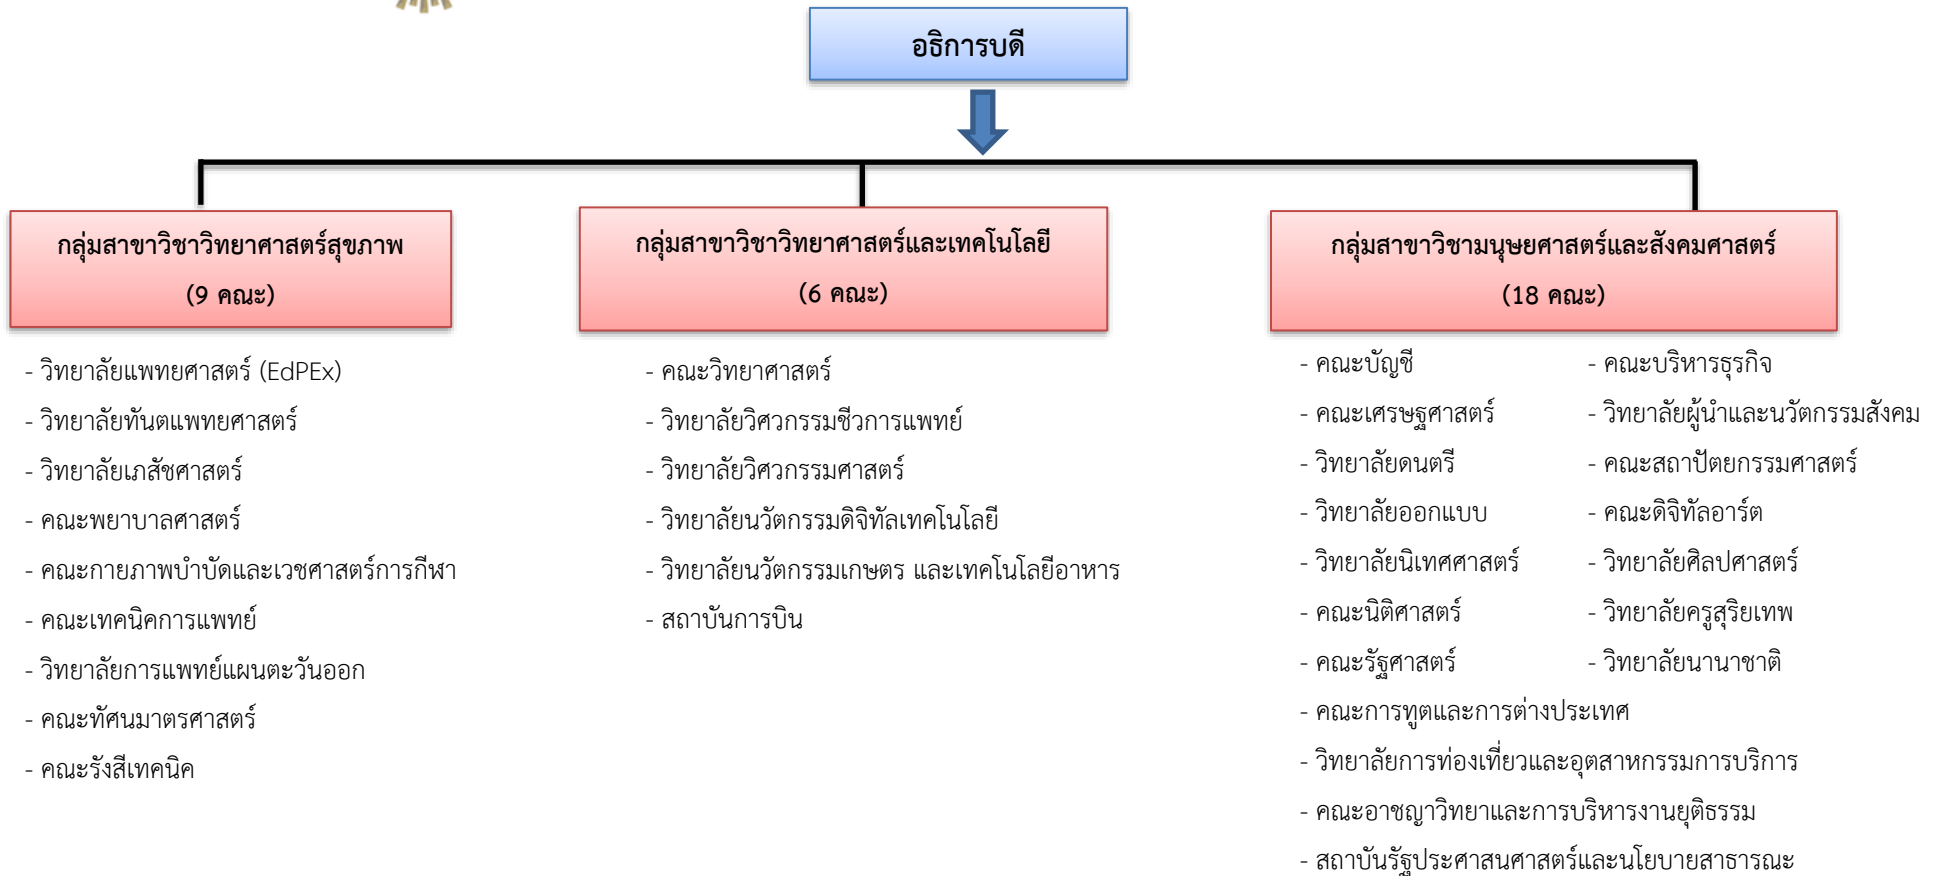 อธิการบดี
กลุ่มสาขาวิชาวิทยาศาสตร์สุขภาพ
(9 คณะ)
- วิทยาลัยแพทยศาสตร์ (EdPEx)
- วิทยาลัยทันตแพทยศาสตร์
- วิทยาลัยเภสัชศาสตร์
- คณะพยาบาลศาสตร์
- คณะกายภาพบำบัดและเวชศาสตร์การกีฬา
- คณะเทคนิคการแพทย์
- วิทยาลัยการแพทย์แผนตะวันออก
- คณะทัศนมาตรศาสตร์
- คณะรังสีเทคนิค
กลุ่มสาขาวิชาวิทยาศาสตร์และเทคโนโลยี
(6 คณะ)
- คณะวิทยาศาสตร์
- วิทยาลัยวิศวกรรมชีวการแพทย์
- วิทยาลัยวิศวกรรมศาสตร์
- วิทยาลัยนวัตกรรมดิจิทัลเทคโนโลยี
- วิทยาลัยนวัตกรรมเกษตร และเทคโนโลยีอาหาร
- สถาบันการบิน
กลุ่มสาขาวิชามนุษยศาสตร์และสังคมศาสตร์
(18 คณะ)
- คณะบัญชี
- คณะเศรษฐศาสตร์
- วิทยาลัยดนตรี
- วิทยาลัยออกแบบ
- วิทยาลัยนิเทศศาสตร์
- คณะนิติศาสตร์
- คณะรัฐศาสตร์
- คณะบริหารธุรกิจ
- วิทยาลัยผู้นำและนวัตกรรมสังคม
- คณะสถาปัตยกรรมศาสตร์
- คณะดิจิทัลอาร์ต
- วิทยาลัยศิลปศาสตร์
- วิทยาลัยครูสุริยเทพ
- วิทยาลัยนานาชาติ
- คณะการทูตและการต่างประเทศ
- วิทยาลัยการท่องเที่ยวและอุตสาหกรรมการบริการ
- คณะอาชญาวิทยาและการบริหารงานยุติธรรม
- สถาบันรัฐประศาสนศาสตร์และนโยบายสาธารณะ